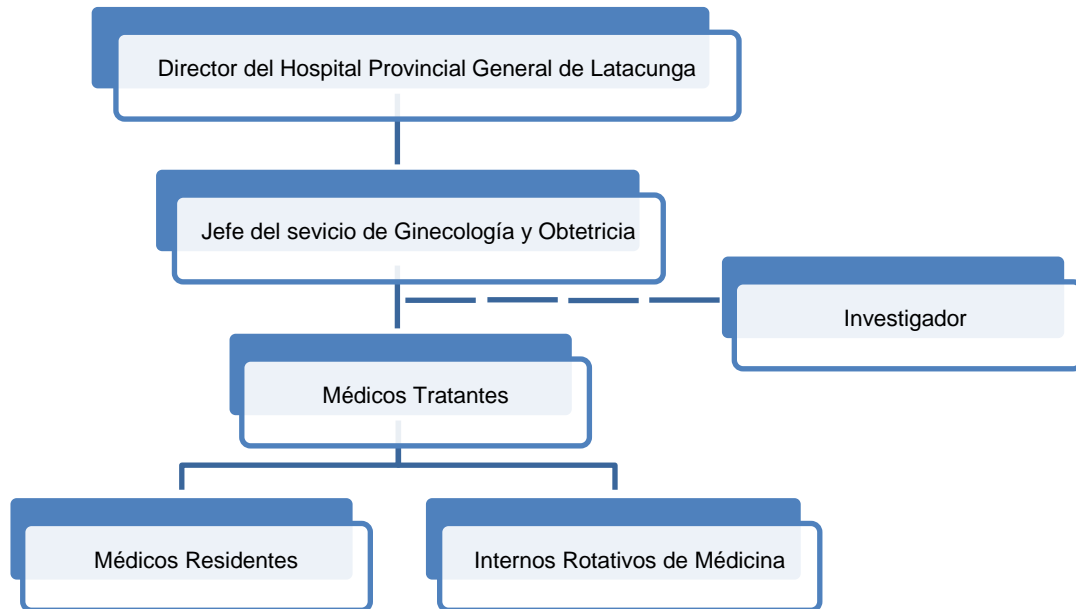 Director del Hospital Provincial General de Latacunga
Jefe del sevicio de Ginecología y Obtetricia
Investigador
Médicos Tratantes
Médicos Residentes
Internos Rotativos de Médicina